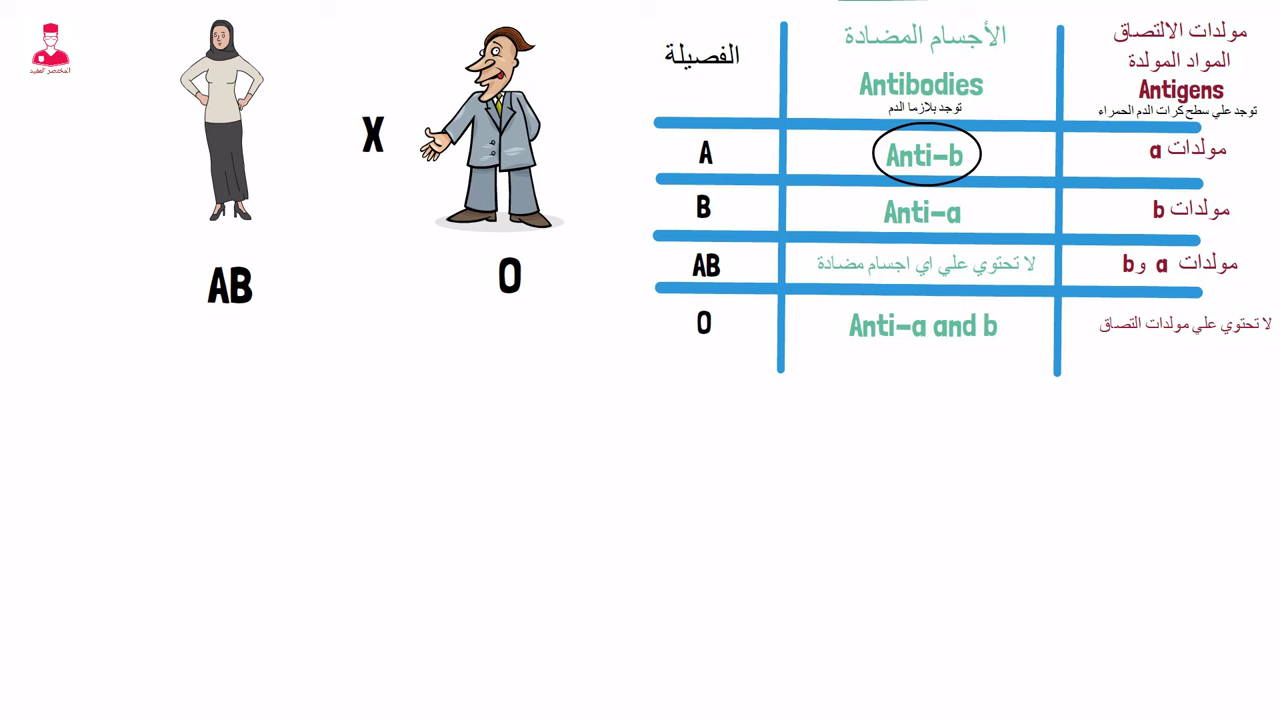 المختصر المفيد
X
AB
O
الفصيلة
الأجسام المضادة
Antibodies
توجد بلازما الدم
مولدات الالتصاق
المواد المولدة
Antigens
توجد علي سطح كرات الدم الحمراء
A
Anti-b
مولدات a
B
Anti-a
مولدات b
AB
لا تحتوي علي اي اجسام مضادة
مولدات a وb
O
Anti-a and b
لا تحتوي علي مولدات التصاق